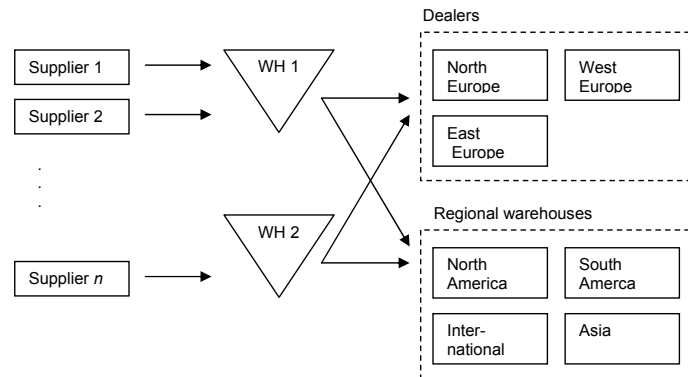 Dealers
Supplier 1
WH 1
North
Europe
West
Europe
Supplier 2
East
Europe
.
.
.
Regional warehouses
WH 2
Supplier n
North
America
South
Amerca
Inter-
national
Asia